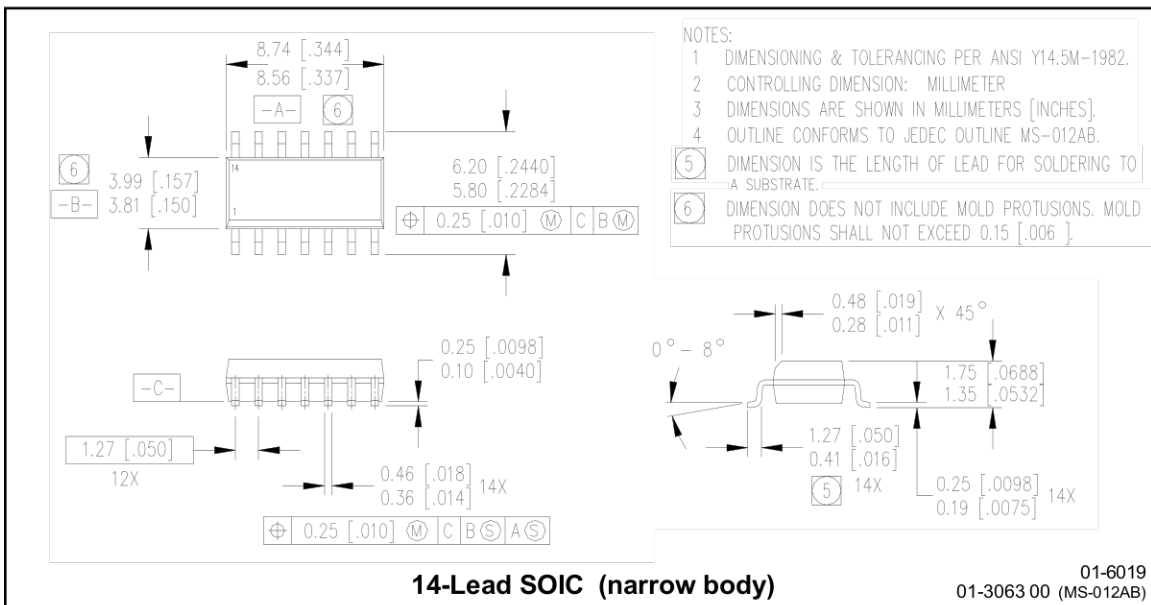 8.74 [.344]
8.56 [.337]
-A- 6
14
1
6
3.99 [.157]
3.81 [.150]
-B-
6.20 [.2440]
5.80 [.2284]
⌖ 0.25 [.010] Ⓜ C B Ⓜ
NOTES:
1 DIMENSIONING & TOLERANCING PER ANSI Y14.5M-1982.
2 CONTROLLING DIMENSION: MILLIMETER
3 DIMENSIONS ARE SHOWN IN MILLIMETERS [INCHES].
4 OUTLINE CONFORMS TO JEDEC OUTLINE MS-012AB.
5 DIMENSION IS THE LENGTH OF LEAD FOR SOLDERING TO
A SUBSTRATE.
6 DIMENSION DOES NOT INCLUDE MOLD PROTUSIONS. MOLD
PROTUSIONS SHALL NOT EXCEED 0.15 [.006 ].
-C-
0.25 [.0098]
0.10 [.0040]
1.27 [.050]
12X
0.46 [.018]
0.36 [.014] 14X
⌖ 0.25 [.010] Ⓜ C B Ⓢ A Ⓢ
0.48 [.019]
0.28 [.011] X 45°
0°-8°
1.75 [.0688]
1.35 [.0532]
1.27 [.050]
0.41 [.016]
5 14X
0.25 [.0098]
0.19 [.0075] 14X
14-Lead SOIC (narrow body)
01-6019
01-3063 00 (MS-012AB)